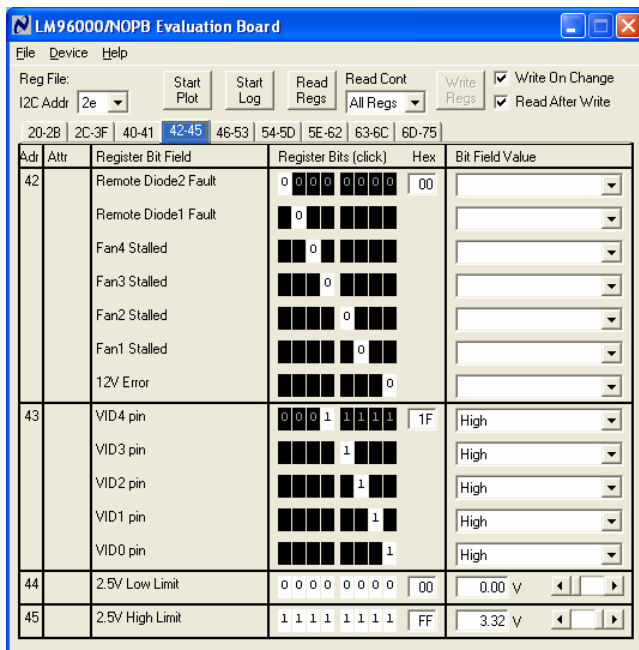 LM96000/NOPB Evaluation Board
File Device Help
Reg File:
I2C Addr 2e
Start Plot
Start Log
Read Regs
Read Cont
All Regs
Write Regs
Write On Change
Read After Write
20-2B 2C-3F 40-41 42-45 46-53 54-5D 5E-62 63-6C 6D-75
Adr Attr Register Bit Field Register Bits (click) Hex Bit Field Value
42 Remote Diode2 Fault 0 0 0 0 0 0 0 0 00
Remote Diode1 Fault 0
Fan4 Stalled 0
Fan3 Stalled 0
Fan2 Stalled 0
Fan1 Stalled 0
12V Error 0
43 VID4 pin 0 0 0 1 1 1 1 1 1F High
VID3 pin 1 High
VID2 pin 1 High
VID1 pin 1 High
VID0 pin 1 High
44 2.5V Low Limit 0 0 0 0 0 0 0 0 00 0.00 V
45 2.5V High Limit 1 1 1 1 1 1 1 1 FF 3.32 V